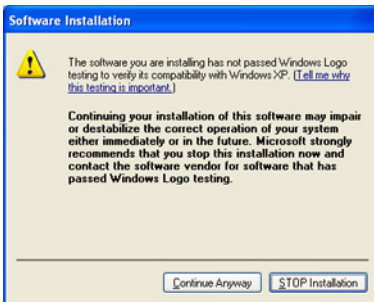 Software Installation
The software you are installing has not passed Windows Logo
testing to verify its compatibility with Windows XP. (Tell me why
this testing is important.)
Continuing your installation of this software may impair
or destabilize the correct operation of your system
either immediately or in the future. Microsoft strongly
recommends that you stop this installation now and
contact the software vendor for software that has
passed Windows Logo testing.
Continue Anyway
STOP Installation